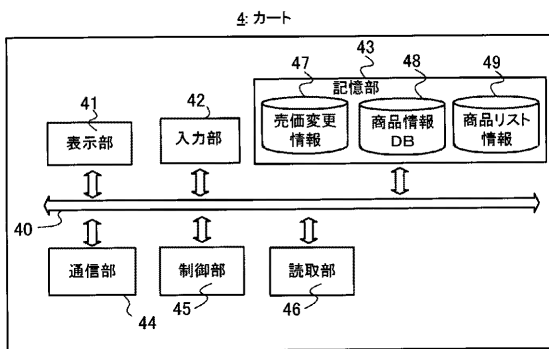 4: カート
43
47
48
49
記憶部
41
42
表示部
入力部
売価変更
情報
商品情報
DB
商品リスト
情報
40
通信部
制御部
読取部
44
45
46